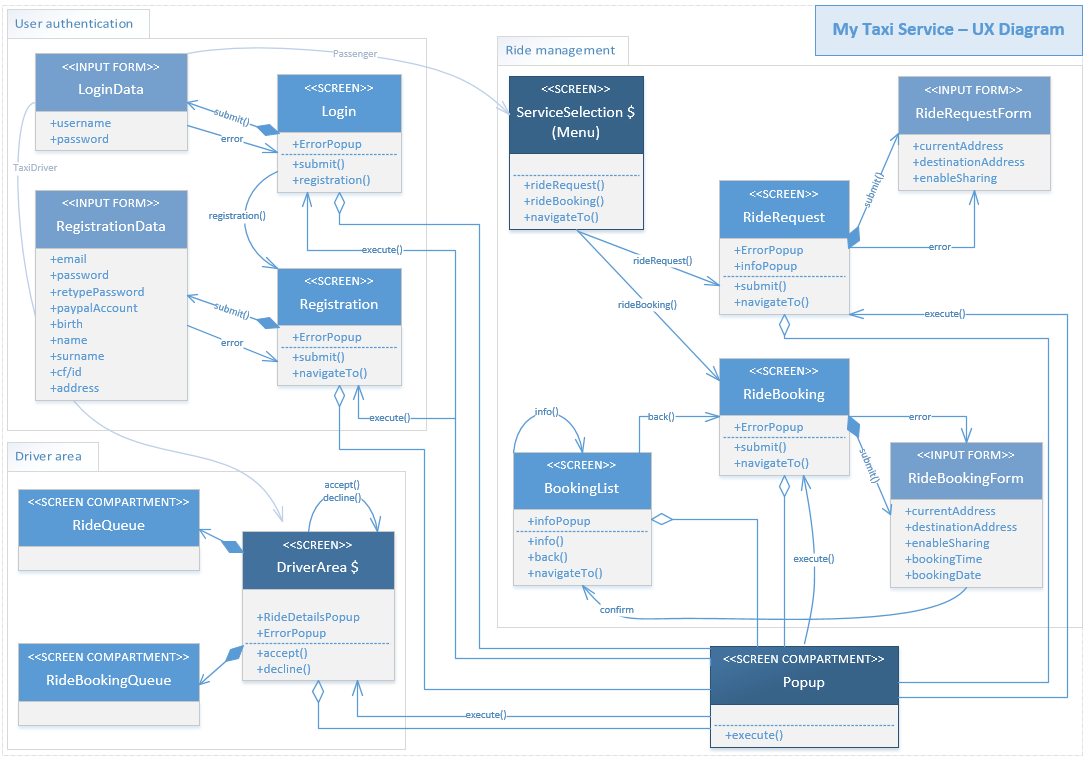 My Taxi Service – UX Diagram
User authentication
<<INPUT FORM>>
LoginData
+username
+password
Passenger
TaxiDriver
<<SCREEN>>
Login
+ErrorPopup
+submit()
+registration()
submit()
error
registration()
execute()
<<INPUT FORM>>
RegistrationData
+email
+password
+retypePassword
+paypalAccount
+birth
+name
+surname
+cf/id
+address
<<SCREEN>>
Registration
+ErrorPopup
+submit()
+navigateTo()
submit()
error
execute()
Ride management
<<SCREEN>>
ServiceSelection $
(Menu)
+rideRequest()
+rideBooking()
+navigateTo()
rideRequest()
rideBooking()
<<SCREEN>>
RideRequest
+ErrorPopup
+infoPopup
+submit()
+navigateTo()
submit()
error
execute()
<<INPUT FORM>>
RideRequestForm
+currentAddress
+destinationAddress
+enableSharing
<<SCREEN>>
RideBooking
+ErrorPopup
+submit()
+navigateTo()
error
submit()
execute()
<<INPUT FORM>>
RideBookingForm
+currentAddress
+destinationAddress
+enableSharing
+bookingTime
+bookingDate
info()
back()
<<SCREEN>>
BookingList
+infoPopup
+info()
+back()
+navigateTo()
confirm
Driver area
<<SCREEN COMPARTMENT>>
RideQueue
accept()
decline()
<<SCREEN>>
DriverArea $
+RideDetailsPopup
+ErrorPopup
+accept()
+decline()
<<SCREEN COMPARTMENT>>
RideBookingQueue
execute()
<<SCREEN COMPARTMENT>>
Popup
+execute()